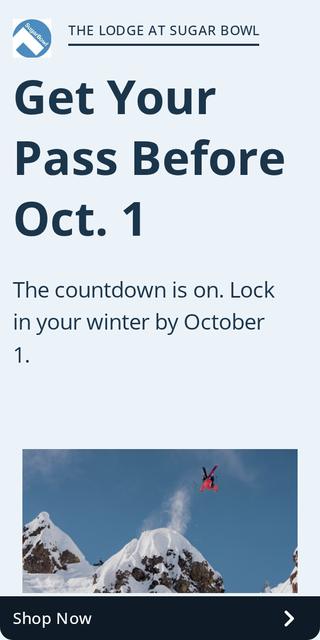 SugarBowl
THE LODGE AT SUGAR BOWL
Get Your
Pass Before
Oct. 1
The countdown is on. Lock
in your winter by October
1.
Shop Now